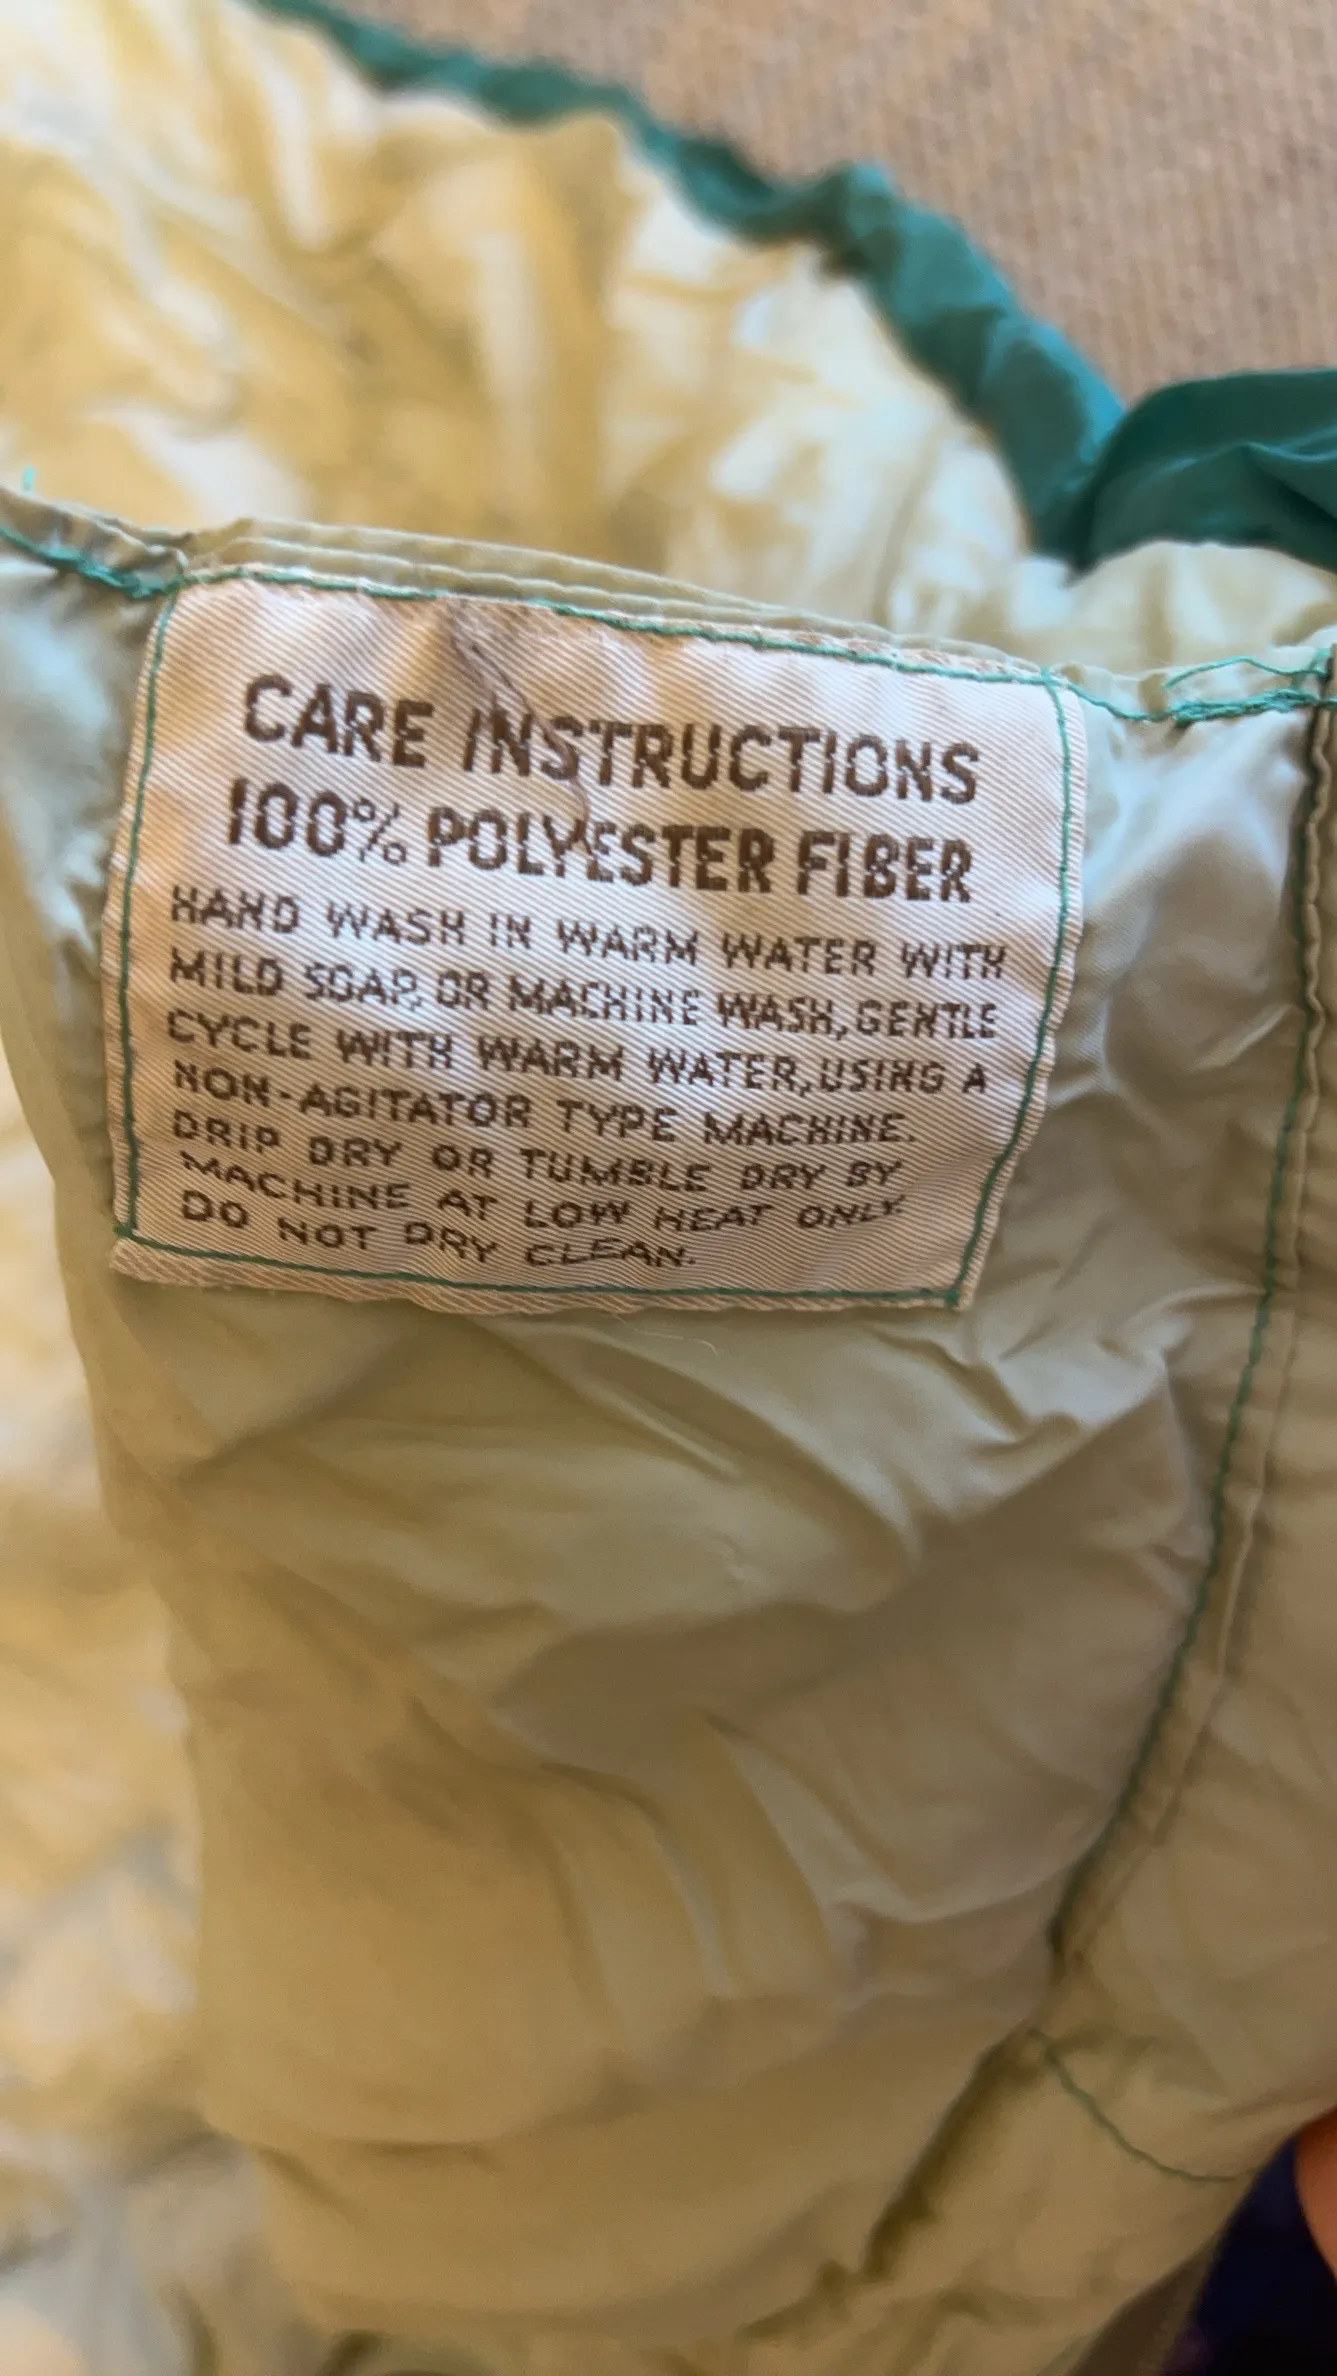 CARE INSTRUCTIONS
100% POLYESTER FIBER
HAND WASH IN WARM WATER WITH
MILD SOAP, OR MACHINE WASH, GENTLE
CYCLE WITH WARM WATER, USING A
NON-AGITATOR TYPE MACHINE.
DRIP DRY OR TUMBLE DRY BY
MACHINE AT LOW HEAT ONLY.
DO NOT DRY CLEAN.